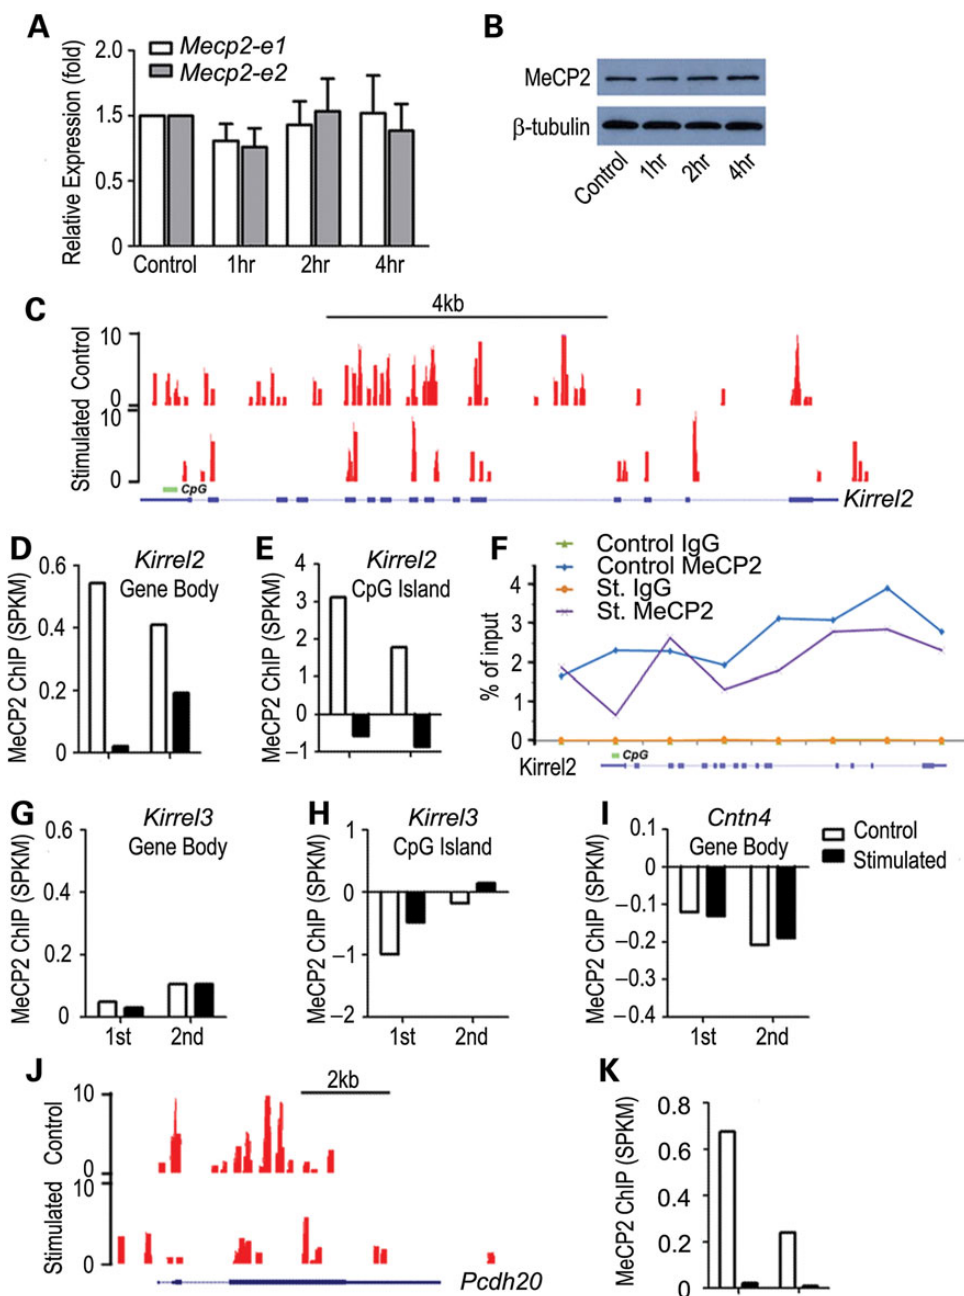 A
Mecp2-e1
Mecp2-e2
Relative Expression (fold)
2.0
1.5
1.5
0.5
0
Control 1hr 2hr 4hr
B
MeCP2
β-tubulin
Control 1hr 2hr 4hr
C
4kb
Stimulated Control
10
0
10
0
CpG
Kirrel2
D
Kirrel2
Gene Body
MeCP2 ChIP (SPKM)
0.6
0.4
0.2
0
E
Kirrel2
CpG Island
MeCP2 ChIP (SPKM)
4
3
2
1
0
−1
F
Control IgG
Control MeCP2
St. IgG
St. MeCP2
% of input
4
3
2
1
0
CpG
Kirrel2
G
Kirrel3
Gene Body
MeCP2 ChIP (SPKM)
0.6
0.4
0.2
0
1st 2nd
H
Kirrel3
CpG Island
MeCP2 ChIP (SPKM)
1
0
−1
−2
1st 2nd
I
Cntn4
Gene Body
MeCP2 ChIP (SPKM)
0.1
0
−0.1
−0.2
−0.3
−0.4
1st 2nd
Control
Stimulated
J
2kb
Stimulated Control
10
0
10
0
Pcdh20
K
MeCP2 ChIP (SPKM)
0.8
0.6
0.4
0.2
0